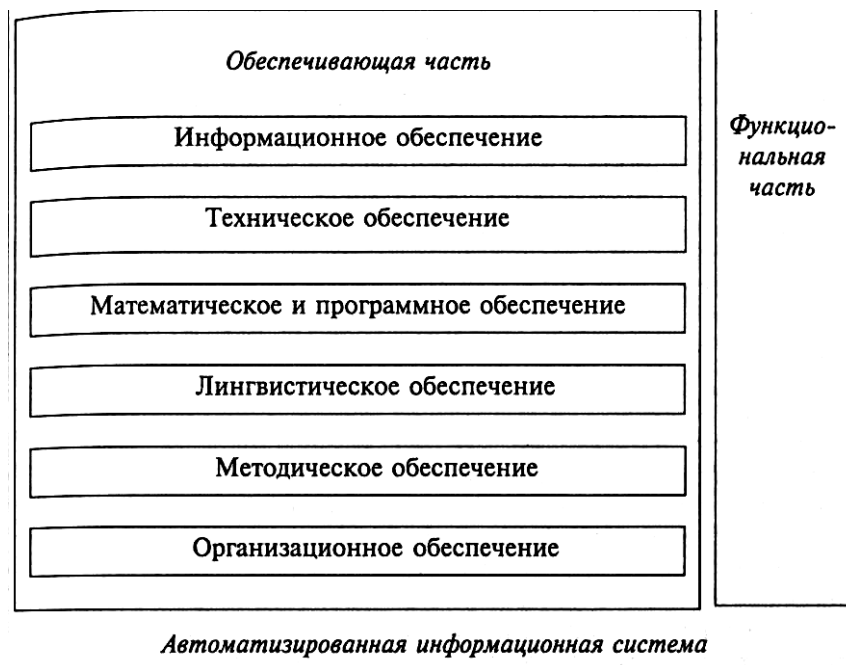 Обеспечивающая часть
Информационное обеспечение
Техническое обеспечение
Математическое и программное обеспечение
Лингвистическое обеспечение
Методическое обеспечение
Организационное обеспечение
Функцио-
нальная
часть
Автоматизированная информационная система